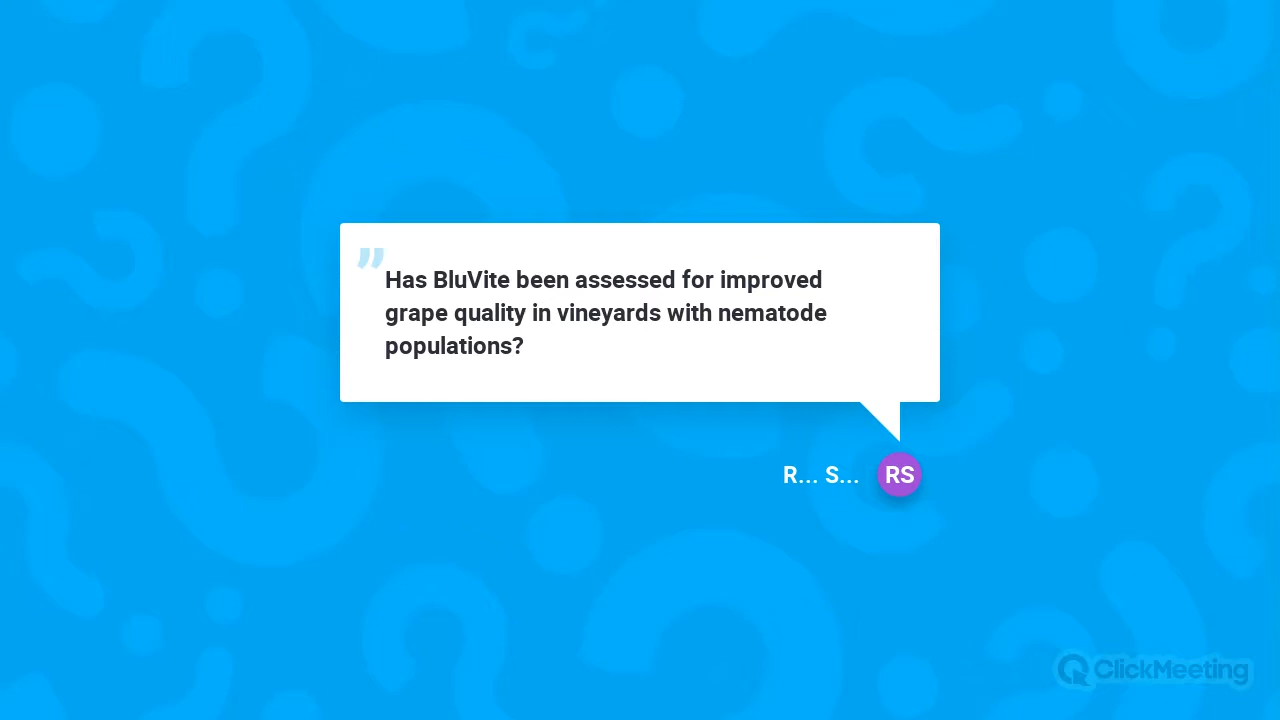 ”
Has BluVite been assessed for improved
grape quality in vineyards with nematode
populations?
R... S... RS
ClickMeeting